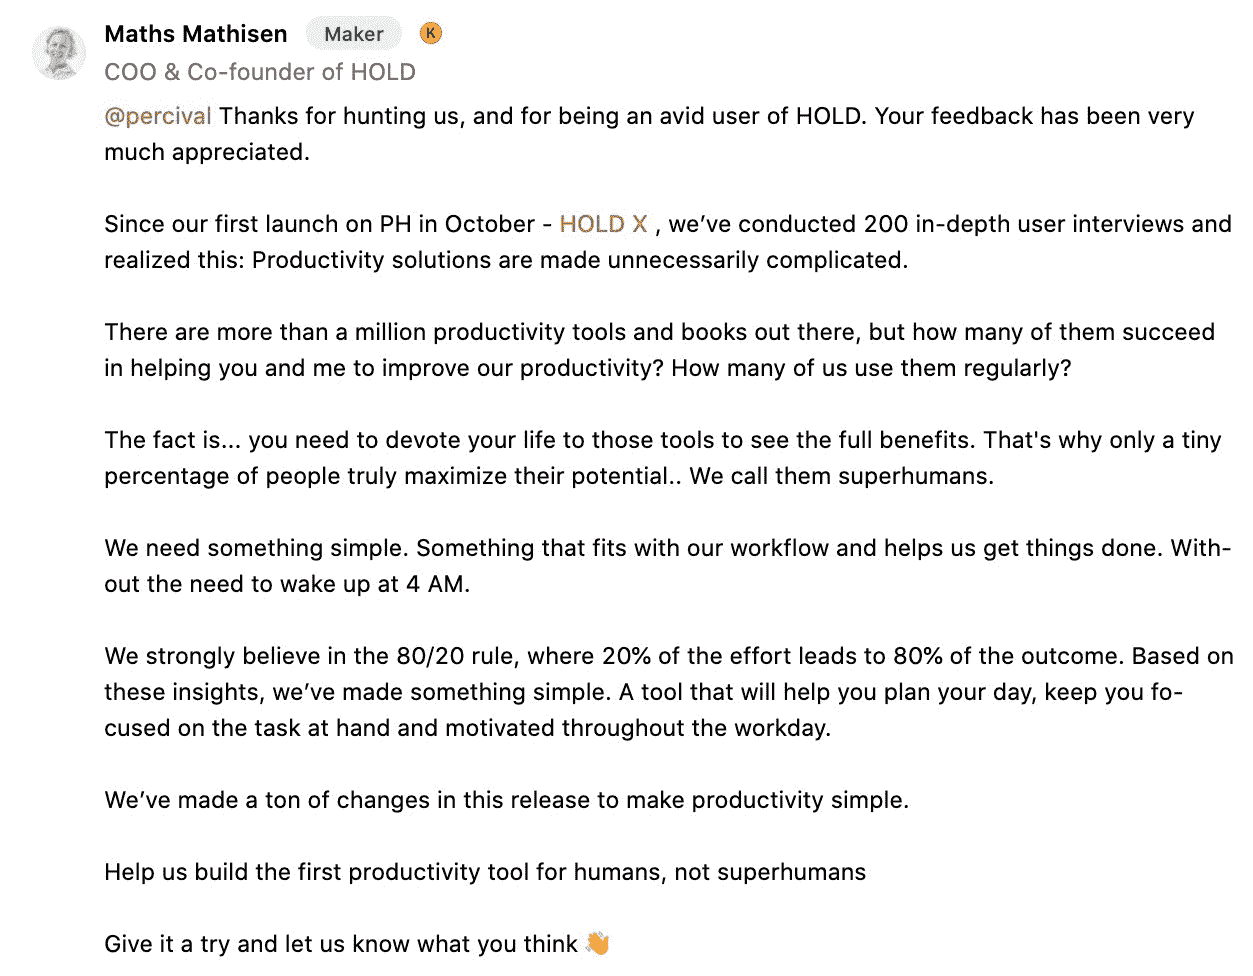 Maths Mathisen Maker K
COO & Co-founder of HOLD
@percival Thanks for hunting us, and for being an avid user of HOLD. Your feedback has been very
much appreciated.
Since our first launch on PH in October - HOLD X , we’ve conducted 200 in-depth user interviews and
realized this: Productivity solutions are made unnecessarily complicated.
There are more than a million productivity tools and books out there, but how many of them succeed
in helping you and me to improve our productivity? How many of us use them regularly?
The fact is... you need to devote your life to those tools to see the full benefits. That's why only a tiny
percentage of people truly maximize their potential.. We call them superhumans.
We need something simple. Something that fits with our workflow and helps us get things done. With-
out the need to wake up at 4 AM.
We strongly believe in the 80/20 rule, where 20% of the effort leads to 80% of the outcome. Based on
these insights, we’ve made something simple. A tool that will help you plan your day, keep you fo-
cused on the task at hand and motivated throughout the workday.
We’ve made a ton of changes in this release to make productivity simple.
Help us build the first productivity tool for humans, not superhumans
Give it a try and let us know what you think 👋